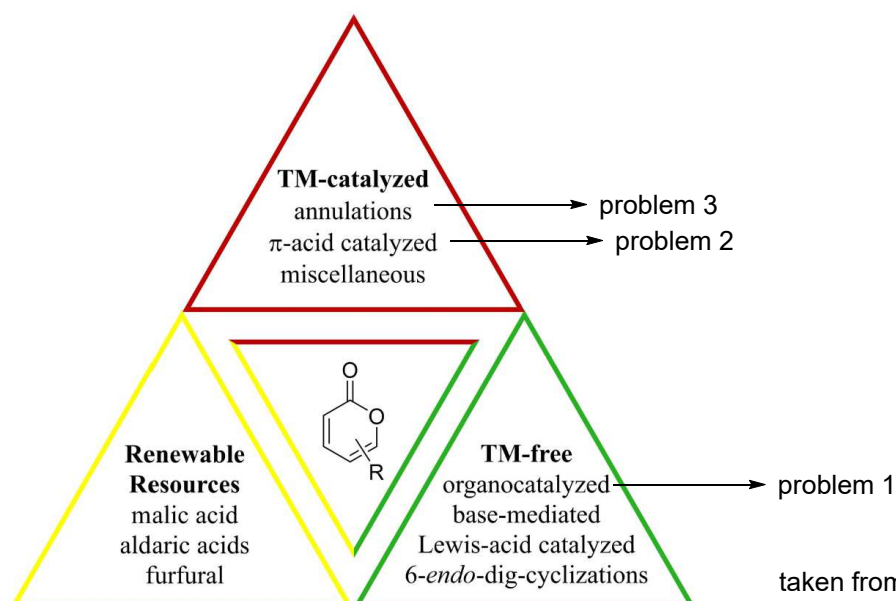 TM-catalyzed
annulations
problem 3
π-acid catalyzed
problem 2
miscellaneous
O
O
R
Renewable
Resources
malic acid
aldaric acids
furfural
TM-free
organocatalyzed
problem 1
base-mediated
Lewis-acid catalyzed
6-endo-dig-cyclizations
taken from